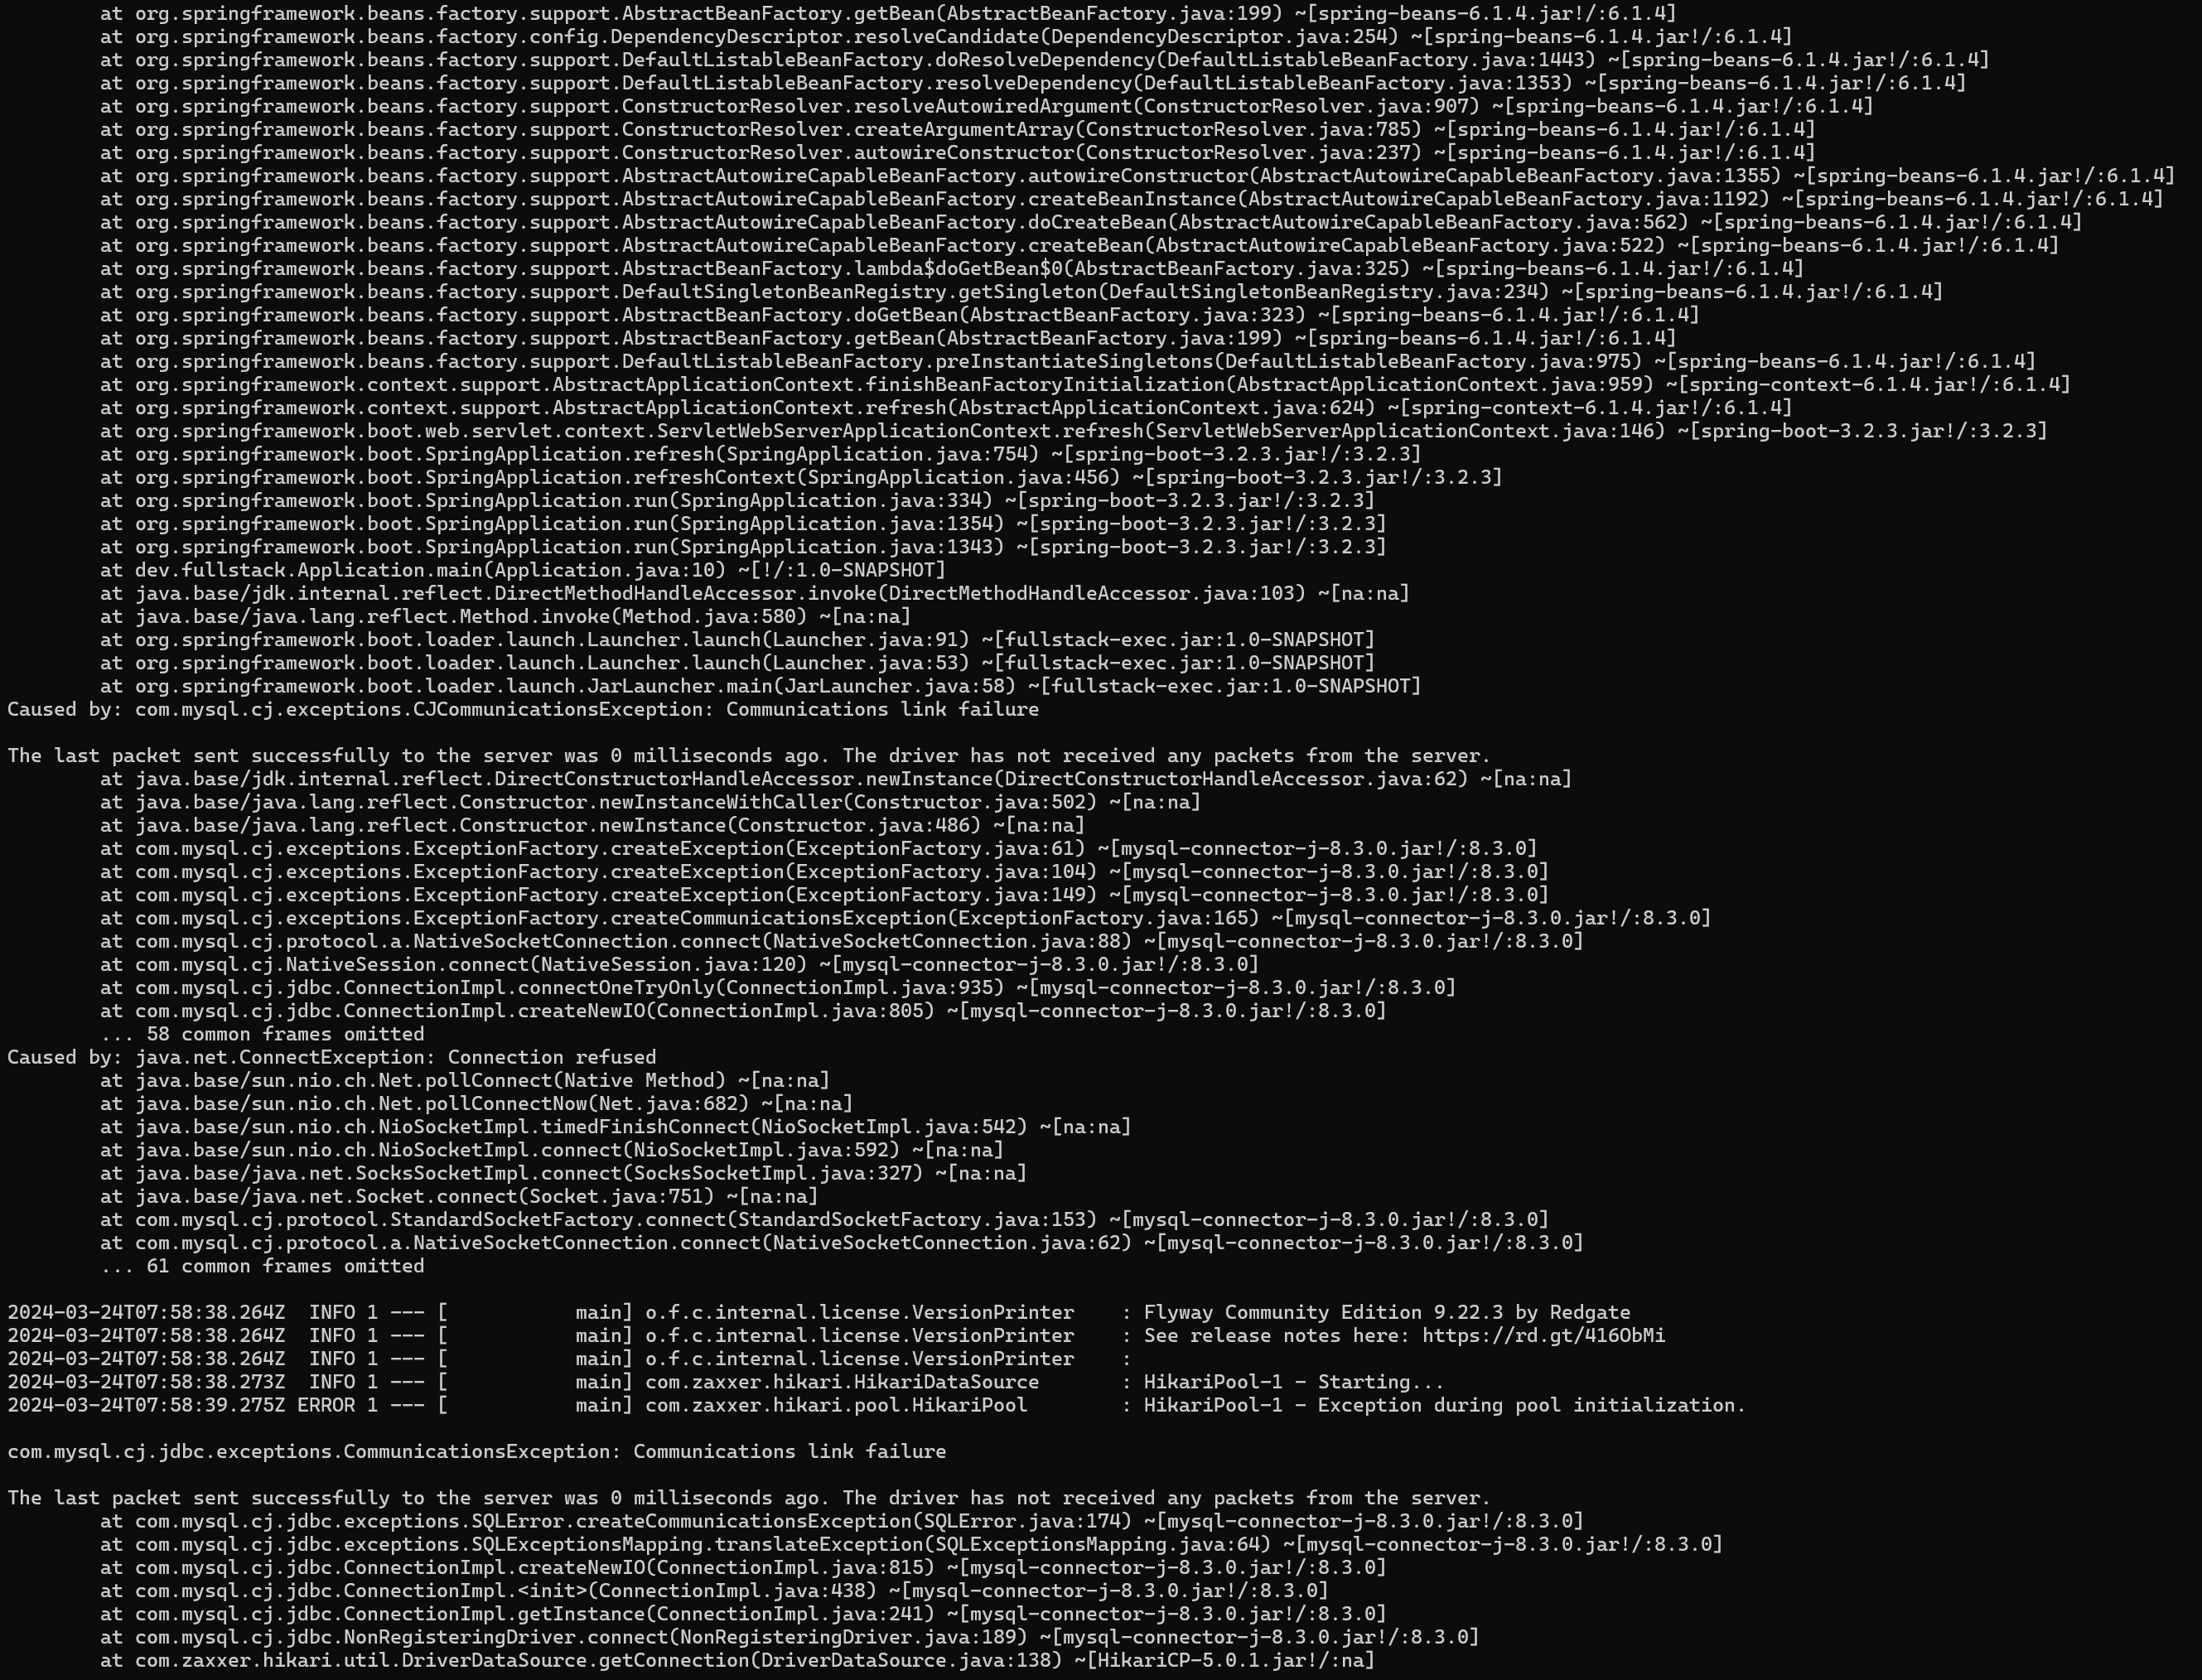 at org.springframework.beans.factory.support.AbstractBeanFactory.getBean(AbstractBeanFactory.java:199) ~[spring-beans-6.1.4.jar!/:6.1.4]
at org.springframework.beans.factory.config.DependencyDescriptor.resolveCandidate(DependencyDescriptor.java:254) ~[spring-beans-6.1.4.jar!/:6.1.4]
at org.springframework.beans.factory.support.DefaultListableBeanFactory.doResolveDependency(DefaultListableBeanFactory.java:1443) ~[spring-beans-6.1.4.jar!/:6.1.4]
at org.springframework.beans.factory.support.DefaultListableBeanFactory.resolveDependency(DefaultListableBeanFactory.java:1353) ~[spring-beans-6.1.4.jar!/:6.1.4]
at org.springframework.beans.factory.support.ConstructorResolver.resolveAutowiredArgument(ConstructorResolver.java:907) ~[spring-beans-6.1.4.jar!/:6.1.4]
at org.springframework.beans.factory.support.ConstructorResolver.createArgumentArray(ConstructorResolver.java:785) ~[spring-beans-6.1.4.jar!/:6.1.4]
at org.springframework.beans.factory.support.ConstructorResolver.autowireConstructor(ConstructorResolver.java:237) ~[spring-beans-6.1.4.jar!/:6.1.4]
at org.springframework.beans.factory.support.AbstractAutowireCapableBeanFactory.autowireConstructor(AbstractAutowireCapableBeanFactory.java:1355) ~[spring-beans-6.1.4.jar!/:6.1.4]
at org.springframework.beans.factory.support.AbstractAutowireCapableBeanFactory.createBeanInstance(AbstractAutowireCapableBeanFactory.java:1192) ~[spring-beans-6.1.4.jar!/:6.1.4]
at org.springframework.beans.factory.support.AbstractAutowireCapableBeanFactory.doCreateBean(AbstractAutowireCapableBeanFactory.java:562) ~[spring-beans-6.1.4.jar!/:6.1.4]
at org.springframework.beans.factory.support.AbstractAutowireCapableBeanFactory.createBean(AbstractAutowireCapableBeanFactory.java:522) ~[spring-beans-6.1.4.jar!/:6.1.4]
at org.springframework.beans.factory.support.AbstractBeanFactory.lambda$doGetBean$0(AbstractBeanFactory.java:325) ~[spring-beans-6.1.4.jar!/:6.1.4]
at org.springframework.beans.factory.support.DefaultSingletonBeanRegistry.getSingleton(DefaultSingletonBeanRegistry.java:234) ~[spring-beans-6.1.4.jar!/:6.1.4]
at org.springframework.beans.factory.support.AbstractBeanFactory.doGetBean(AbstractBeanFactory.java:323) ~[spring-beans-6.1.4.jar!/:6.1.4]
at org.springframework.beans.factory.support.AbstractBeanFactory.getBean(AbstractBeanFactory.java:199) ~[spring-beans-6.1.4.jar!/:6.1.4]
at org.springframework.beans.factory.support.DefaultListableBeanFactory.preInstantiateSingletons(DefaultListableBeanFactory.java:975) ~[spring-beans-6.1.4.jar!/:6.1.4]
at org.springframework.context.support.AbstractApplicationContext.finishBeanFactoryInitialization(AbstractApplicationContext.java:959) ~[spring-context-6.1.4.jar!/:6.1.4]
at org.springframework.context.support.AbstractApplicationContext.refresh(AbstractApplicationContext.java:624) ~[spring-context-6.1.4.jar!/:6.1.4]
at org.springframework.boot.web.servlet.context.ServletWebServerApplicationContext.refresh(ServletWebServerApplicationContext.java:146) ~[spring-boot-3.2.3.jar!/:3.2.3]
at org.springframework.boot.SpringApplication.refresh(SpringApplication.java:754) ~[spring-boot-3.2.3.jar!/:3.2.3]
at org.springframework.boot.SpringApplication.refreshContext(SpringApplication.java:456) ~[spring-boot-3.2.3.jar!/:3.2.3]
at org.springframework.boot.SpringApplication.run(SpringApplication.java:334) ~[spring-boot-3.2.3.jar!/:3.2.3]
at org.springframework.boot.SpringApplication.run(SpringApplication.java:1354) ~[spring-boot-3.2.3.jar!/:3.2.3]
at org.springframework.boot.SpringApplication.run(SpringApplication.java:1343) ~[spring-boot-3.2.3.jar!/:3.2.3]
at dev.fullstack.Application.main(Application.java:10) ~[!/:1.0-SNAPSHOT]
at java.base/jdk.internal.reflect.DirectMethodHandleAccessor.invoke(DirectMethodHandleAccessor.java:103) ~[na:na]
at java.base/java.lang.reflect.Method.invoke(Method.java:580) ~[na:na]
at org.springframework.boot.loader.launch.Launcher.launch(Launcher.java:91) ~[fullstack-exec.jar:1.0-SNAPSHOT]
at org.springframework.boot.loader.launch.Launcher.launch(Launcher.java:53) ~[fullstack-exec.jar:1.0-SNAPSHOT]
at org.springframework.boot.loader.launch.JarLauncher.main(JarLauncher.java:58) ~[fullstack-exec.jar:1.0-SNAPSHOT]
Caused by: com.mysql.cj.exceptions.CJCommunicationsException: Communications link failure
The last packet sent successfully to the server was 0 milliseconds ago. The driver has not received any packets from the server.
at java.base/jdk.internal.reflect.DirectConstructorHandleAccessor.newInstance(DirectConstructorHandleAccessor.java:62) ~[na:na]
at java.base/java.lang.reflect.Constructor.newInstanceWithCaller(Constructor.java:502) ~[na:na]
at java.base/java.lang.reflect.Constructor.newInstance(Constructor.java:486) ~[na:na]
at com.mysql.cj.exceptions.ExceptionFactory.createException(ExceptionFactory.java:61) ~[mysql-connector-j-8.3.0.jar!/:8.3.0]
at com.mysql.cj.exceptions.ExceptionFactory.createException(ExceptionFactory.java:104) ~[mysql-connector-j-8.3.0.jar!/:8.3.0]
at com.mysql.cj.exceptions.ExceptionFactory.createException(ExceptionFactory.java:149) ~[mysql-connector-j-8.3.0.jar!/:8.3.0]
at com.mysql.cj.exceptions.ExceptionFactory.createCommunicationsException(ExceptionFactory.java:165) ~[mysql-connector-j-8.3.0.jar!/:8.3.0]
at com.mysql.cj.protocol.a.NativeSocketConnection.connect(NativeSocketConnection.java:88) ~[mysql-connector-j-8.3.0.jar!/:8.3.0]
at com.mysql.cj.NativeSession.connect(NativeSession.java:120) ~[mysql-connector-j-8.3.0.jar!/:8.3.0]
at com.mysql.cj.jdbc.ConnectionImpl.connectOneTryOnly(ConnectionImpl.java:935) ~[mysql-connector-j-8.3.0.jar!/:8.3.0]
at com.mysql.cj.jdbc.ConnectionImpl.createNewIO(ConnectionImpl.java:805) ~[mysql-connector-j-8.3.0.jar!/:8.3.0]
... 58 common frames omitted
Caused by: java.net.ConnectException: Connection refused
at java.base/sun.nio.ch.Net.pollConnect(Native Method) ~[na:na]
at java.base/sun.nio.ch.Net.pollConnectNow(Net.java:682) ~[na:na]
at java.base/sun.nio.ch.NioSocketImpl.timedFinishConnect(NioSocketImpl.java:542) ~[na:na]
at java.base/sun.nio.ch.NioSocketImpl.connect(NioSocketImpl.java:592) ~[na:na]
at java.base/java.net.SocksSocketImpl.connect(SocksSocketImpl.java:327) ~[na:na]
at java.base/java.net.Socket.connect(Socket.java:751) ~[na:na]
at com.mysql.cj.protocol.StandardSocketFactory.connect(StandardSocketFactory.java:153) ~[mysql-connector-j-8.3.0.jar!/:8.3.0]
at com.mysql.cj.protocol.a.NativeSocketConnection.connect(NativeSocketConnection.java:62) ~[mysql-connector-j-8.3.0.jar!/:8.3.0]
... 61 common frames omitted
2024-03-24T07:58:38.264Z  INFO 1 --- [           main] o.f.c.internal.license.VersionPrinter    : Flyway Community Edition 9.22.3 by Redgate
2024-03-24T07:58:38.264Z  INFO 1 --- [           main] o.f.c.internal.license.VersionPrinter    : See release notes here: https://rd.gt/416ObMi
2024-03-24T07:58:38.264Z  INFO 1 --- [           main] o.f.c.internal.license.VersionPrinter    :
2024-03-24T07:58:38.273Z  INFO 1 --- [           main] com.zaxxer.hikari.HikariDataSource       : HikariPool-1 - Starting...
2024-03-24T07:58:39.275Z ERROR 1 --- [           main] com.zaxxer.hikari.pool.HikariPool        : HikariPool-1 - Exception during pool initialization.
com.mysql.cj.jdbc.exceptions.CommunicationsException: Communications link failure
The last packet sent successfully to the server was 0 milliseconds ago. The driver has not received any packets from the server.
at com.mysql.cj.jdbc.exceptions.SQLError.createCommunicationsException(SQLError.java:174) ~[mysql-connector-j-8.3.0.jar!/:8.3.0]
at com.mysql.cj.jdbc.exceptions.SQLExceptionsMapping.translateException(SQLExceptionsMapping.java:64) ~[mysql-connector-j-8.3.0.jar!/:8.3.0]
at com.mysql.cj.jdbc.ConnectionImpl.createNewIO(ConnectionImpl.java:815) ~[mysql-connector-j-8.3.0.jar!/:8.3.0]
at com.mysql.cj.jdbc.ConnectionImpl.<init>(ConnectionImpl.java:438) ~[mysql-connector-j-8.3.0.jar!/:8.3.0]
at com.mysql.cj.jdbc.ConnectionImpl.getInstance(ConnectionImpl.java:241) ~[mysql-connector-j-8.3.0.jar!/:8.3.0]
at com.mysql.cj.jdbc.NonRegisteringDriver.connect(NonRegisteringDriver.java:189) ~[mysql-connector-j-8.3.0.jar!/:8.3.0]
at com.zaxxer.hikari.util.DriverDataSource.getConnection(DriverDataSource.java:138) ~[HikariCP-5.0.1.jar!/:na]